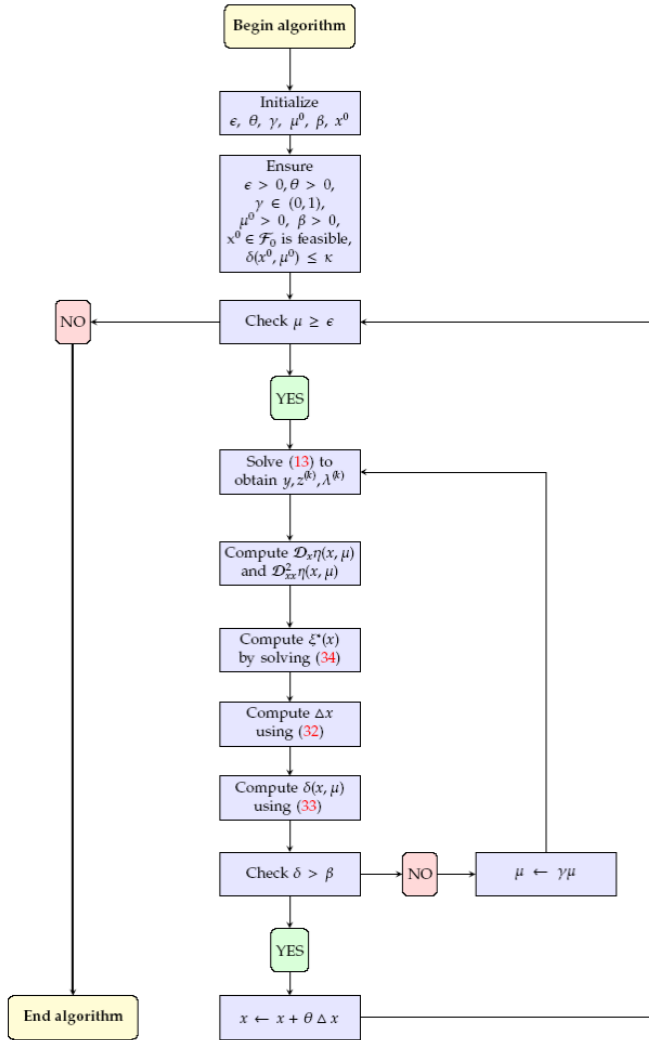 Begin algorithm
Initialize
ϵ, θ, γ, μ⁰, β, x⁰
Ensure
ϵ > 0, θ > 0,
γ ∈ (0, 1),
μ⁰ > 0, β > 0,
x⁰ ∈ ℱ₀ is feasible,
δ(x⁰, μ⁰) ≤ κ
NO
Check μ ≥ ϵ
YES
Solve (13) to
obtain y, z⁽ᵏ⁾, λ⁽ᵏ⁾
Compute 𝒟ₓη(x, μ)
and 𝒟²ₓₓη(x, μ)
Compute ξ*(x)
by solving (34)
Compute △x
using (32)
Compute δ(x, μ)
using (33)
Check δ > β
NO
μ ← γμ
YES
End algorithm
x ← x + θ △ x